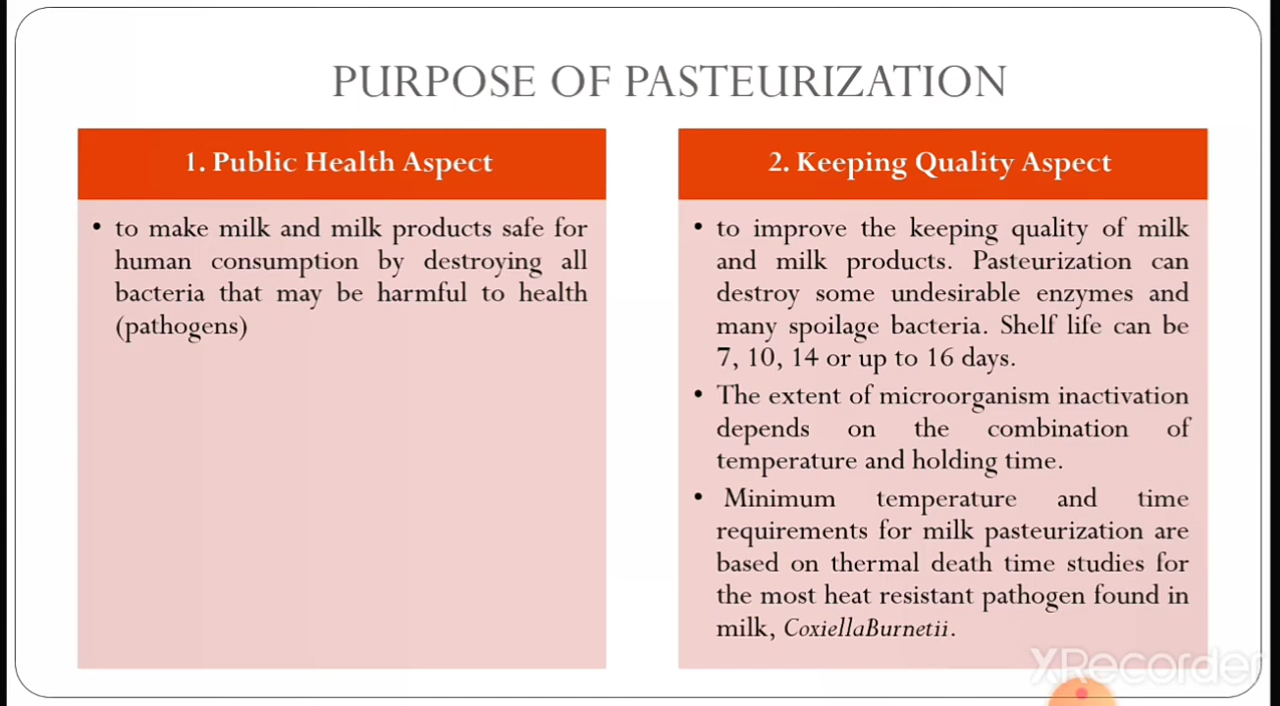 PURPOSE OF PASTEURIZATION
1. Public Health Aspect
• to make milk and milk products safe for
human consumption by destroying all
bacteria that may be harmful to health
(pathogens)
2. Keeping Quality Aspect
• to improve the keeping quality of milk
and milk products. Pasteurization can
destroy some undesirable enzymes and
many spoilage bacteria. Shelf life can be
7, 10, 14 or up to 16 days.
• The extent of microorganism inactivation
depends on the combination of
temperature and holding time.
• Minimum temperature and time
requirements for milk pasteurization are
based on thermal death time studies for
the most heat resistant pathogen found in
milk, CoxiellaBurnetii.
XRecorder